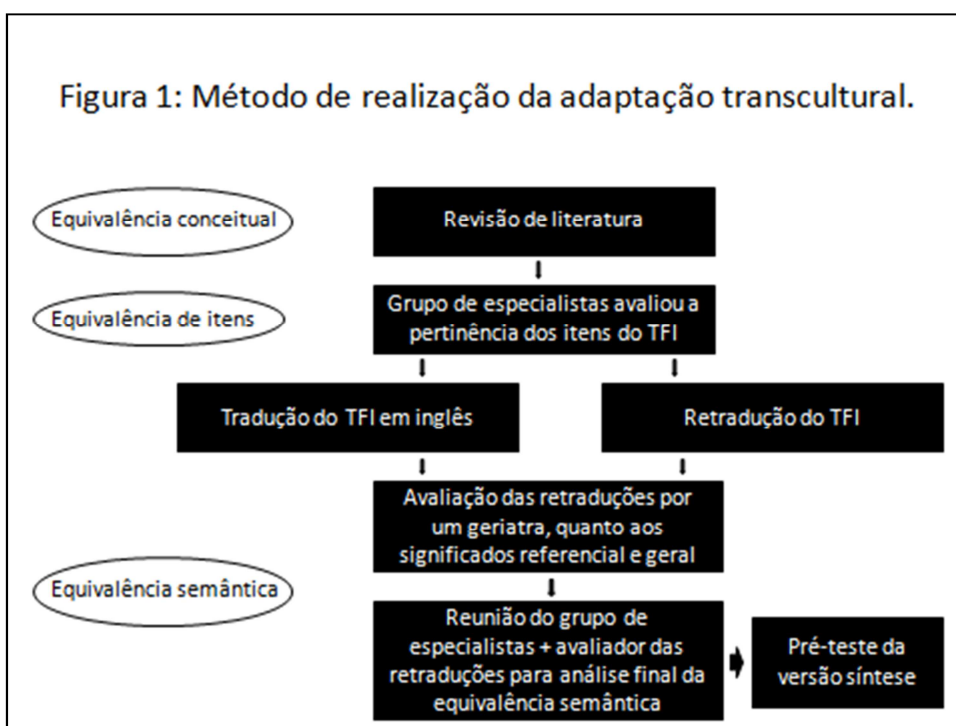 Figura 1: Método de realização da adaptação transcultural.
Equivalência conceitual
Revisão de literatura
Equivalência de itens
Grupo de especialistas avaliou a
pertinência dos itens do TFI
Tradução do TFI em inglês
Retradução do TFI
Avaliação das retraduções por
um geriatra, quanto aos
significados referencial e geral
Equivalência semântica
Reunião do grupo de
especialistas + avaliador das
retraduções para análise final da
equivalência semântica
Pré-teste da
versão síntese